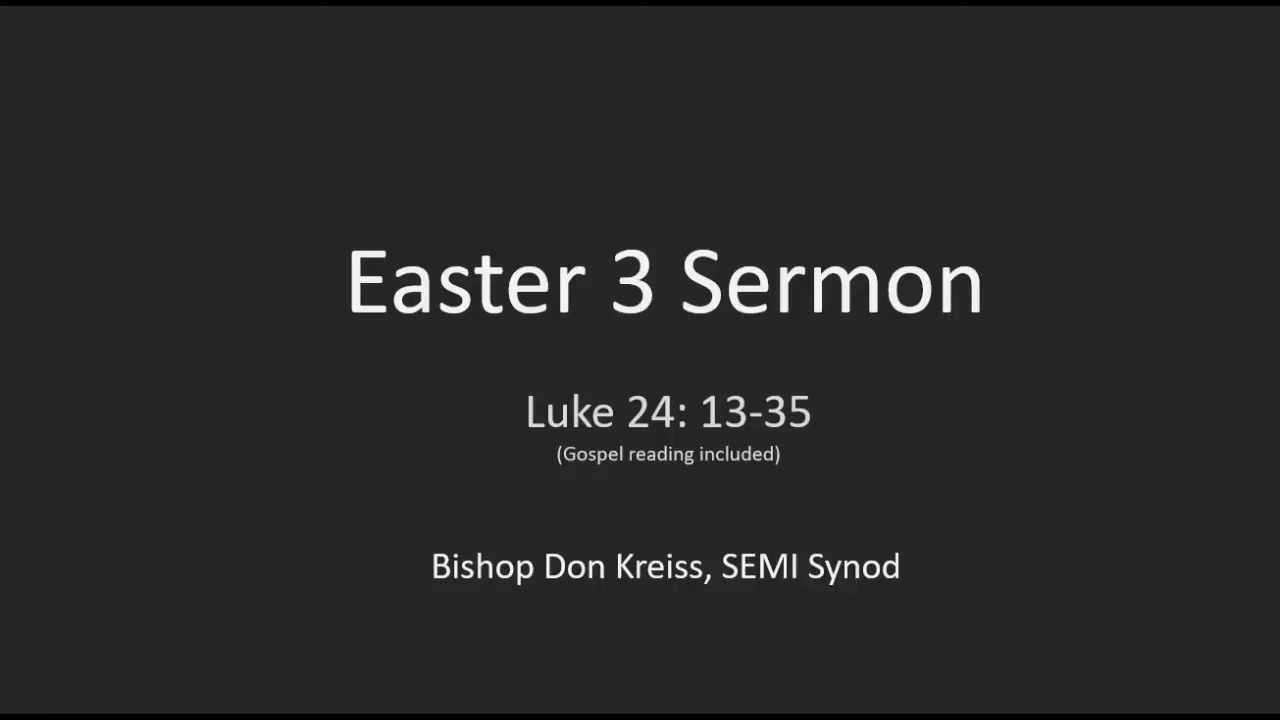 Easter 3 Sermon
Luke 24: 13-35
(Gospel reading included)
Bishop Don Kreiss, SEMI Synod